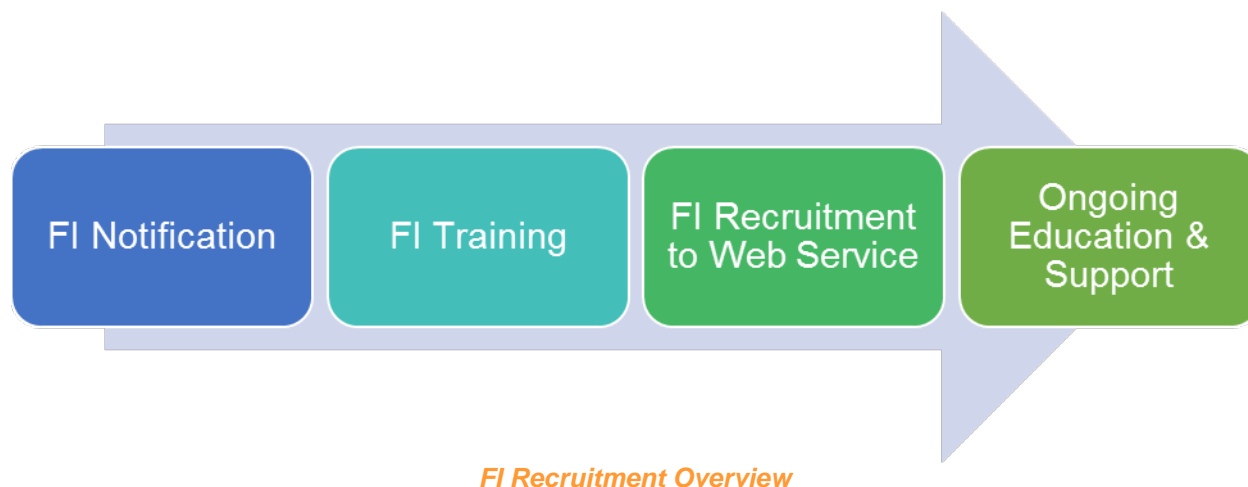 FI Notification
FI Training
FI Recruitment
to Web Service
Ongoing
Education &
Support
FI Recruitment Overview